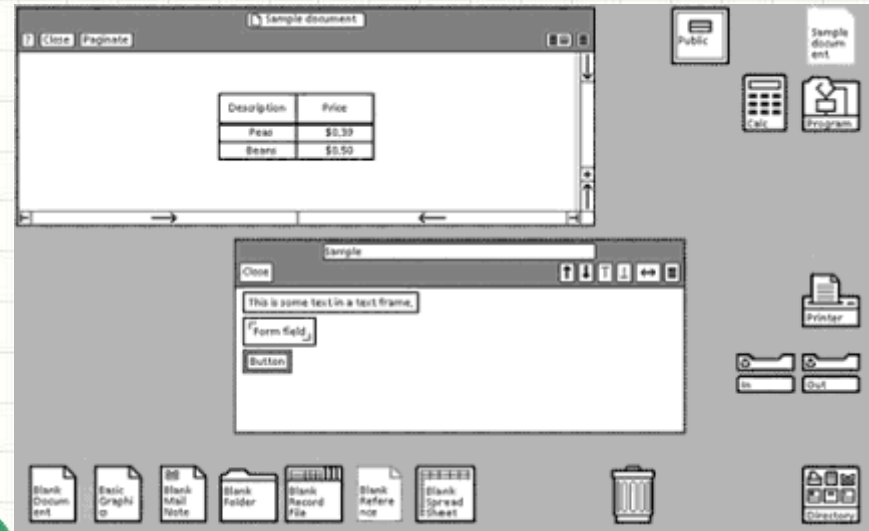 Sample document
? Close Paginate
Description Price
Peas $0.39
Beans $0.50
Public
Sample
docum
ent
Calc
Program
Sample
Close
This is some text in a text frame.
Form field
Button
Printer
In
Out
Blank
Docum
ent
Basic
Graphi
c
Blank
Mail
Note
Blank
Folder
Blank
Record
File
Blank
Refere
nce
Blank
Spread
Sheet
Directory